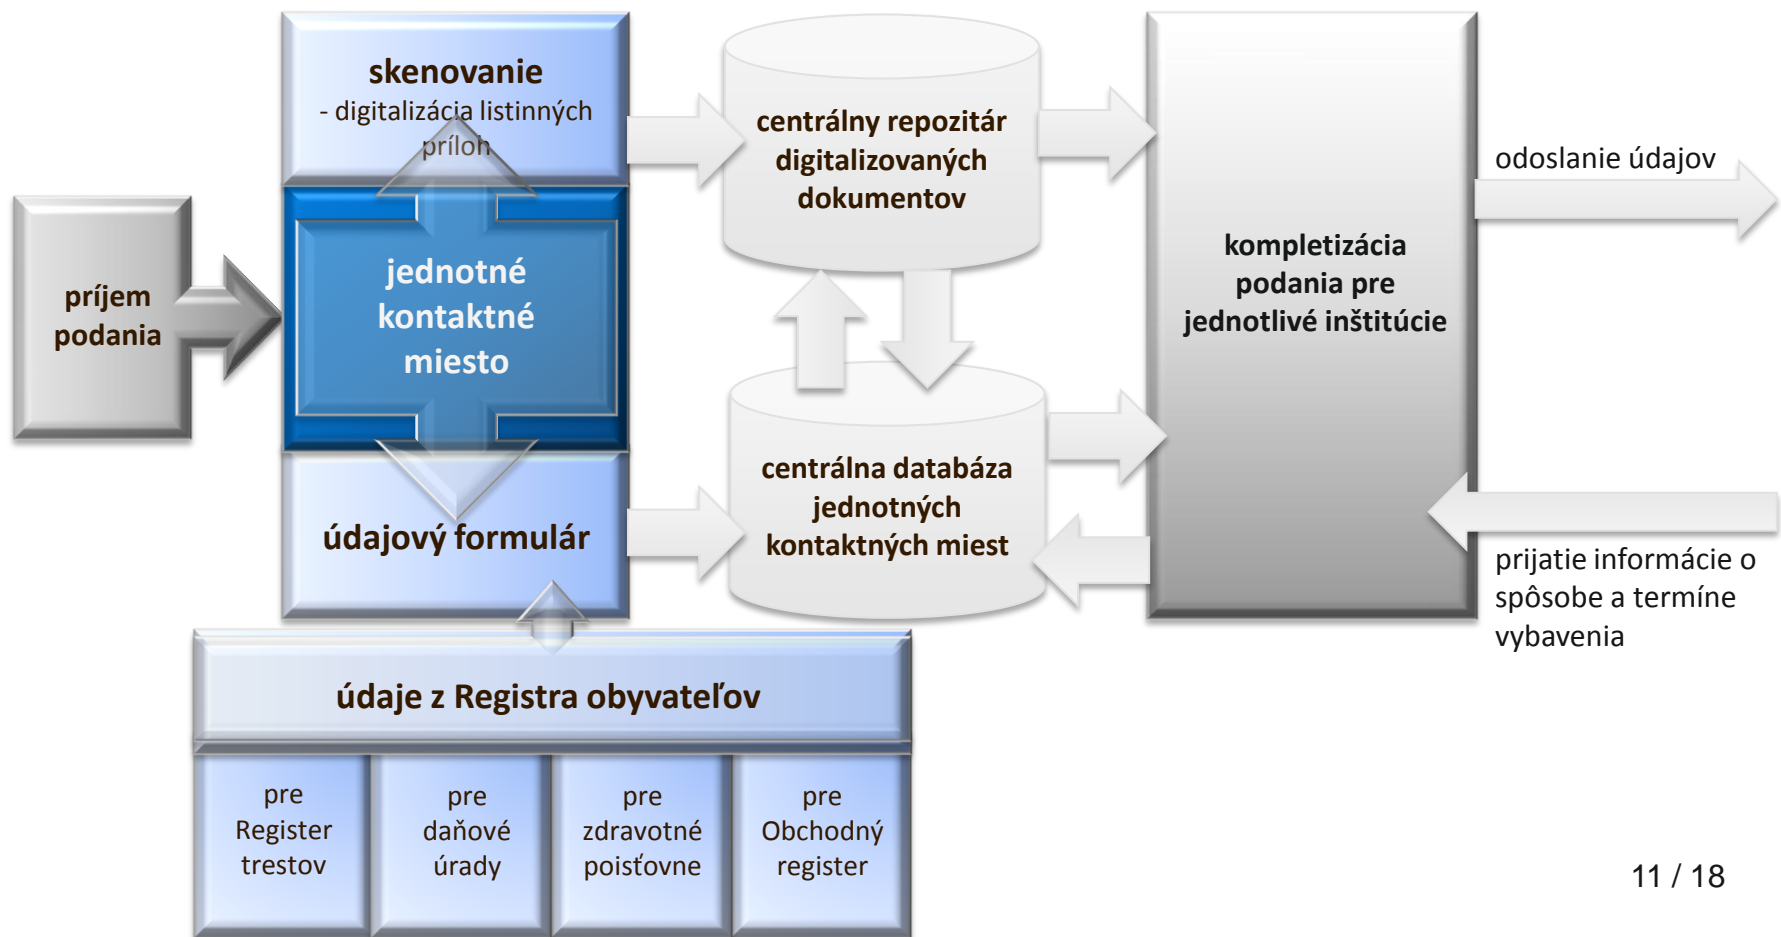 skenovanie
- digitalizácia listinných
príloh
príjem
podania
jednotné
kontaktné
miesto
údajový formulár
centrálny repozitár
digitalizovaných
dokumentov
centrálna databáza
jednotných
kontaktných miest
kompletizácia
podania pre
jednotlivé inštitúcie
odoslanie údajov
prijatie informácie o
spôsobe a termíne
vybavenia
údaje z Registra obyvateľov
pre
Register
trestov
pre
daňové
úrady
pre
zdravotné
poisťovne
pre
Obchodný
register
11 / 18